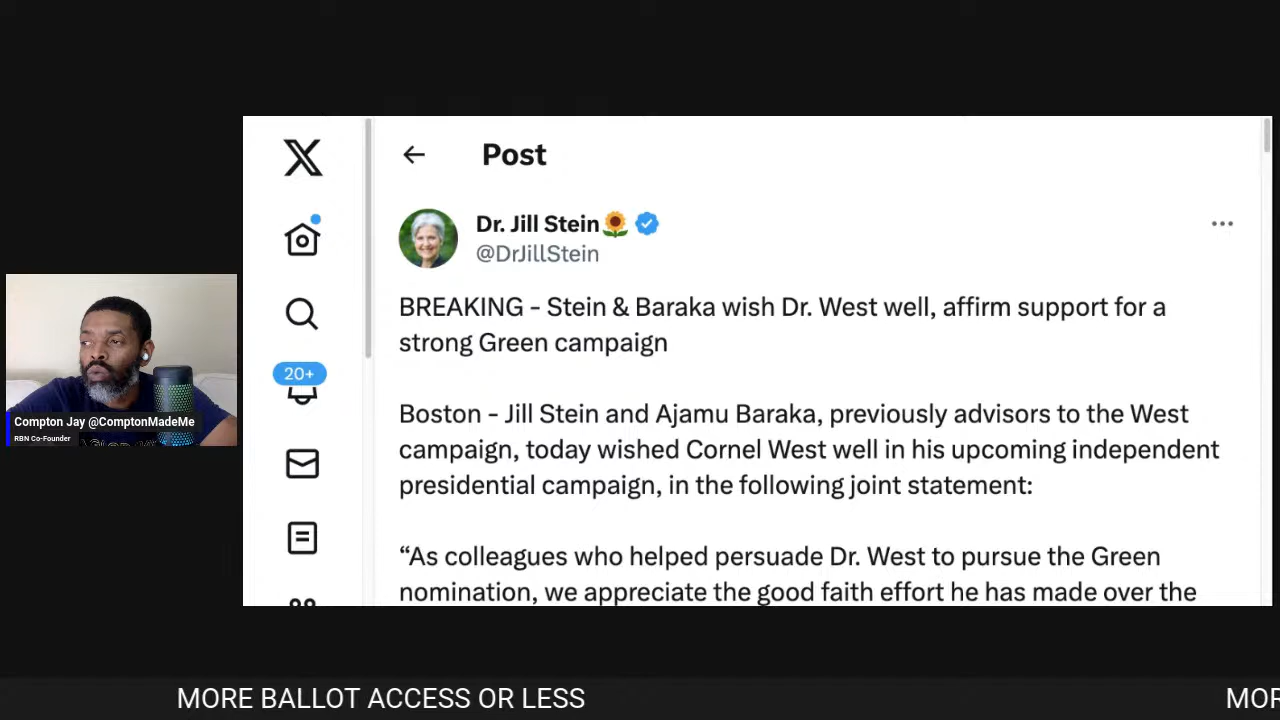 Post
Dr. Jill Stein🌻
@DrJillStein
BREAKING - Stein & Baraka wish Dr. West well, affirm support for a
strong Green campaign
Boston - Jill Stein and Ajamu Baraka, previously advisors to the West
campaign, today wished Cornel West well in his upcoming independent
presidential campaign, in the following joint statement:
“As colleagues who helped persuade Dr. West to pursue the Green
nomination, we appreciate the good faith effort he has made over the
20+
Compton Jay @ComptonMadeMe
RBN Co-Founder
MORE BALLOT ACCESS OR LESS
MOR